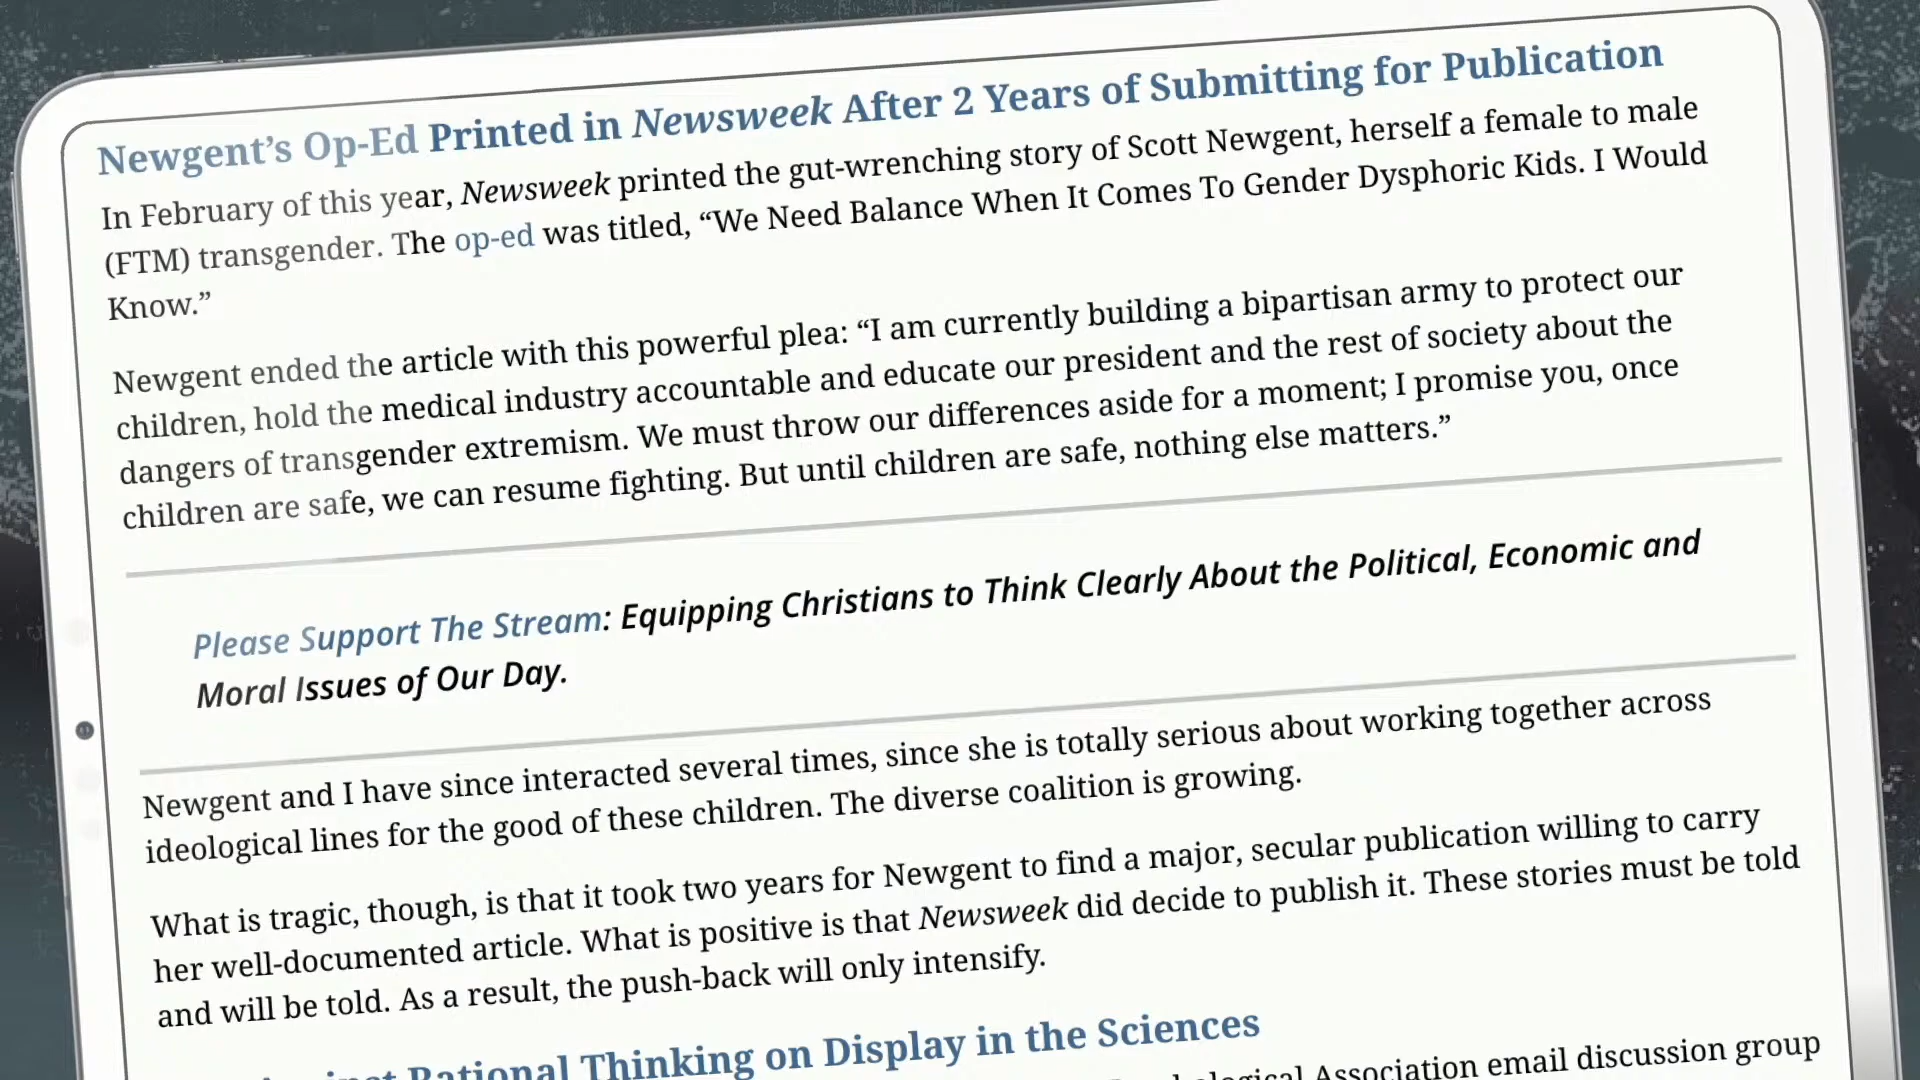 Newgent’s Op-Ed Printed in Newsweek After 2 Years of Submitting for Publication
In February of this year, Newsweek printed the gut-wrenching story of Scott Newgent, herself a female to male
(FTM) transgender. The op-ed was titled, “We Need Balance When It Comes To Gender Dysphoric Kids. I Would
Know.”
Newgent ended the article with this powerful plea: “I am currently building a bipartisan army to protect our
children, hold the medical industry accountable and educate our president and the rest of society about the
dangers of transgender extremism. We must throw our differences aside for a moment; I promise you, once
children are safe, we can resume fighting. But until children are safe, nothing else matters.”
Please Support The Stream: Equipping Christians to Think Clearly About the Political, Economic and
Moral Issues of Our Day.
Newgent and I have since interacted several times, since she is totally serious about working together across
ideological lines for the good of these children. The diverse coalition is growing.
What is tragic, though, is that it took two years for Newgent to find a major, secular publication willing to carry
her well-documented article. What is positive is that Newsweek did decide to publish it. These stories must be told
and will be told. As a result, the push-back will only intensify.
Rational Thinking on Display in the Sciences
Association email discussion group